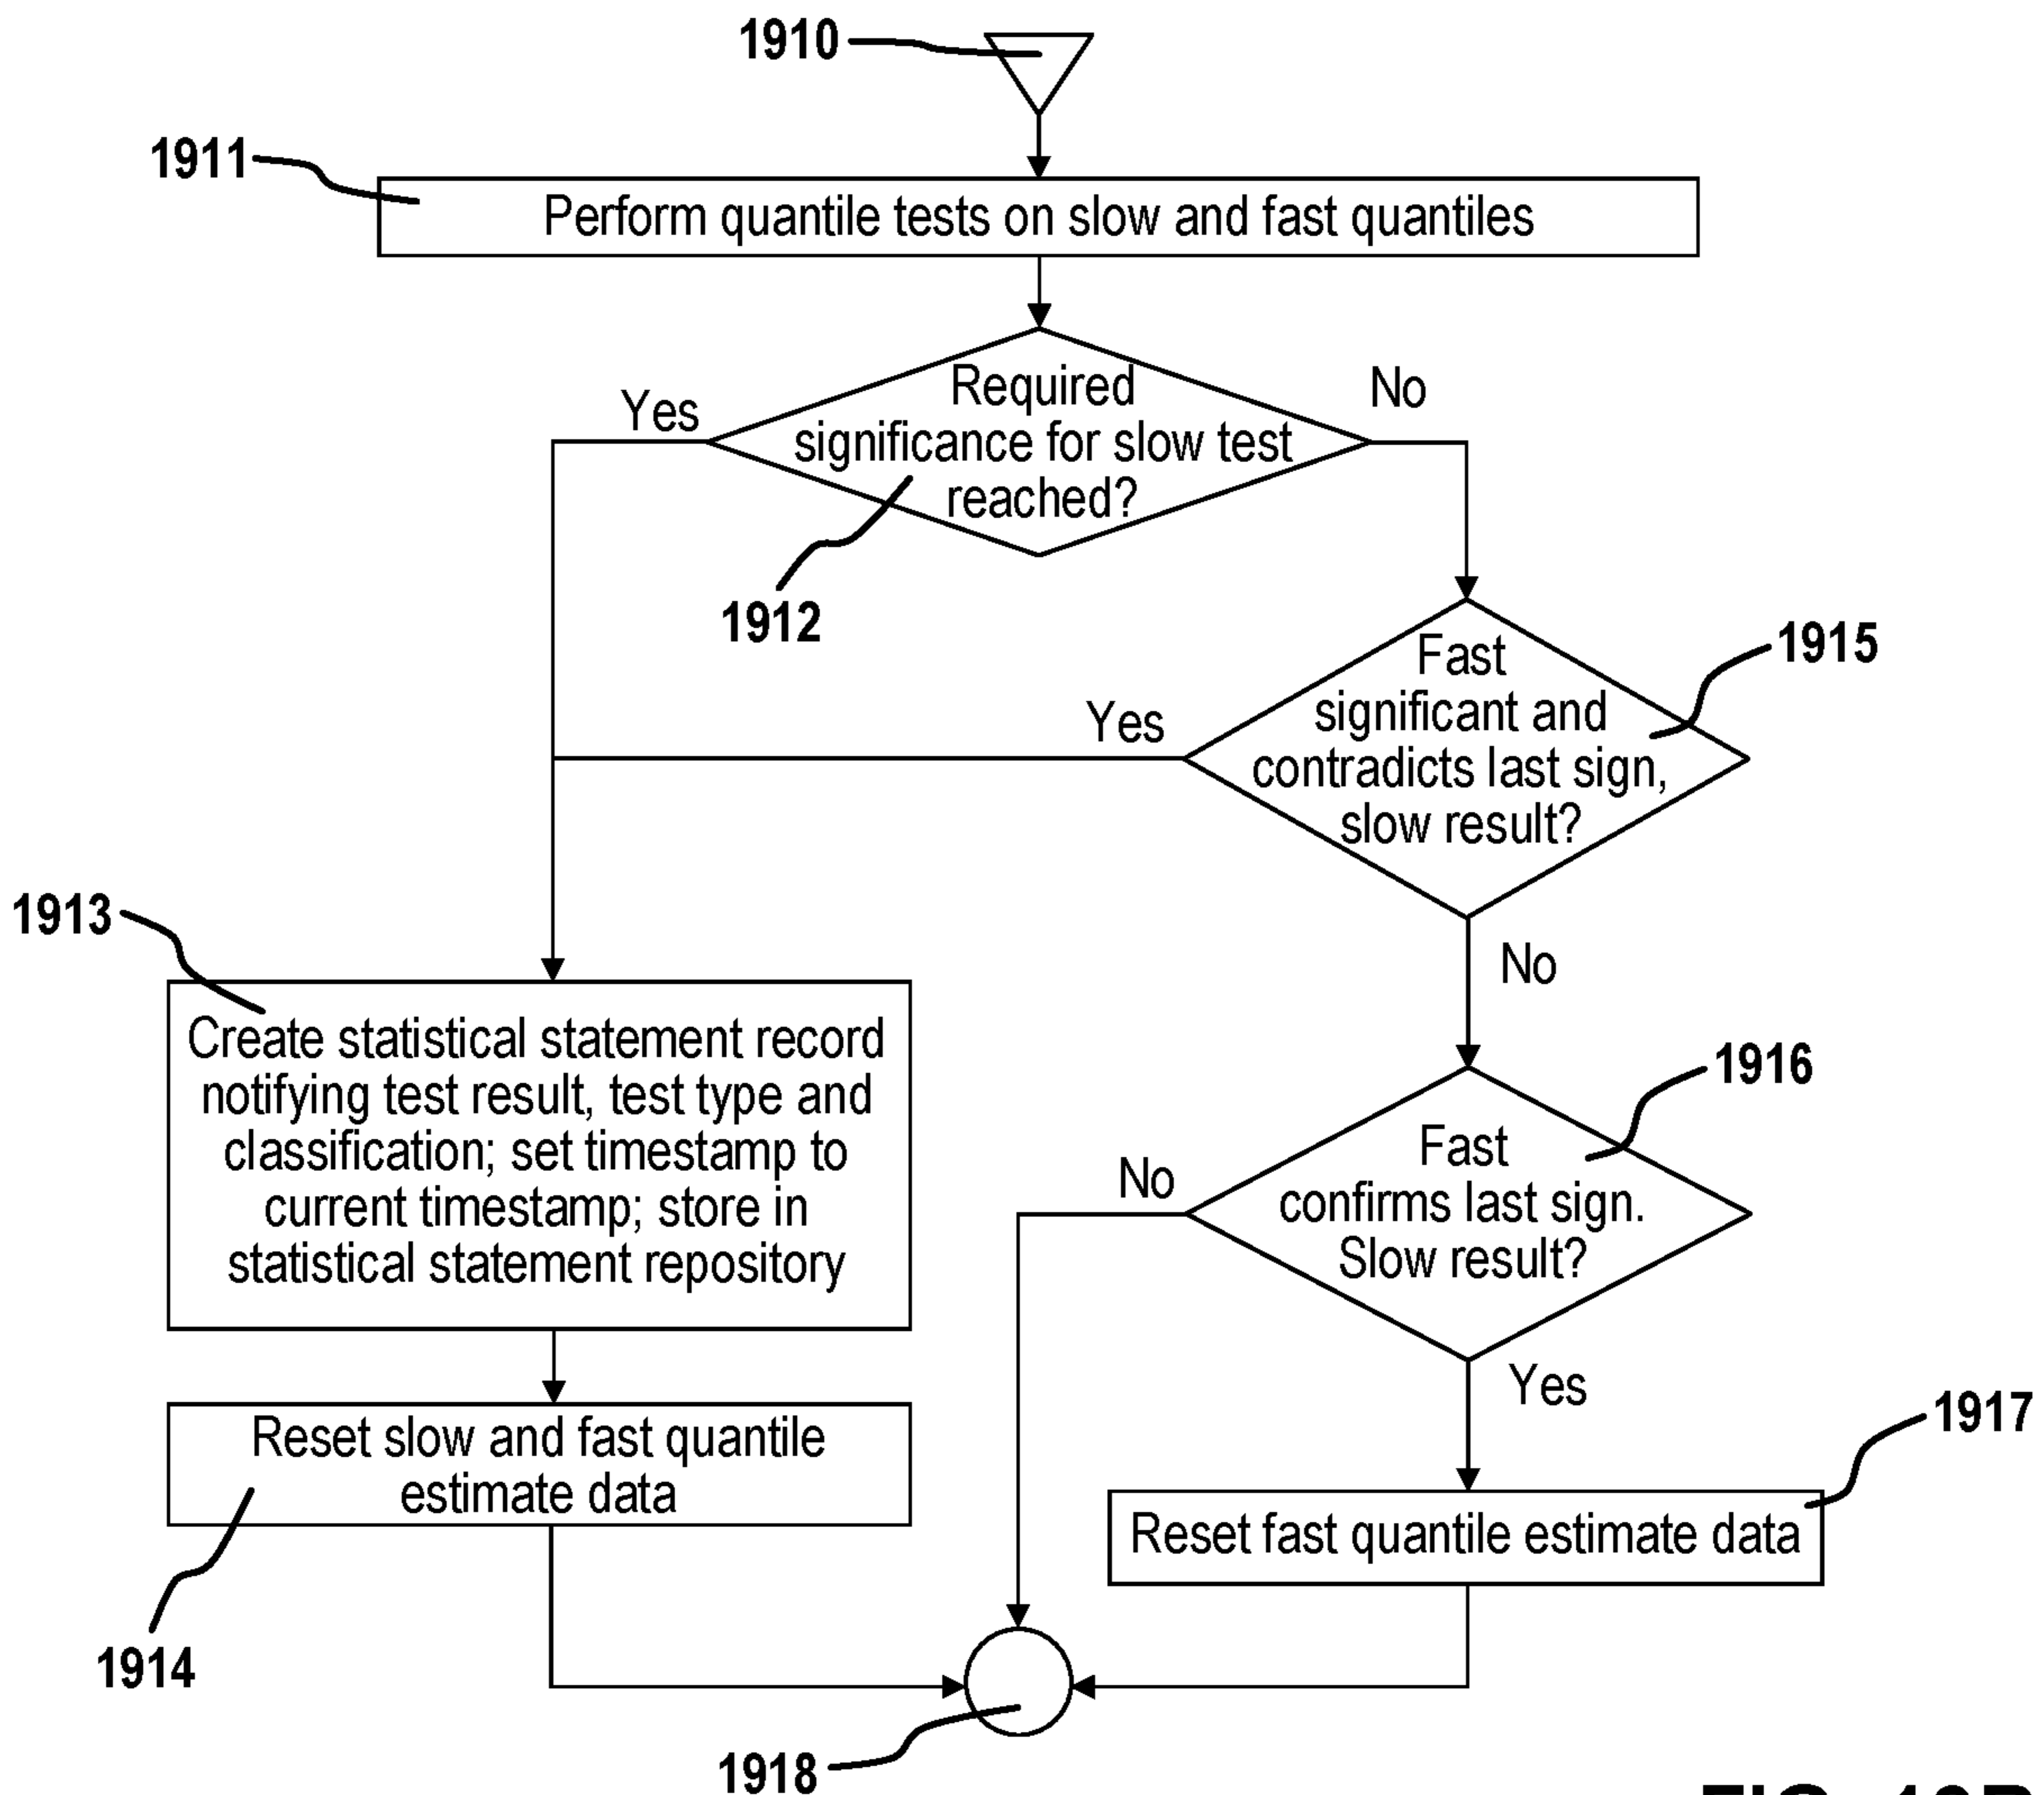 1910
1911
Perform quantile tests on slow and fast quantiles
Required
significance for slow test
reached?
Yes
No
1912
Fast
significant and
contradicts last sign,
slow result?
1915
Yes
No
1913
Create statistical statement record
notifying test result, test type and
classification; set timestamp to
current timestamp; store in
statistical statement repository
1916
Fast
confirms last sign.
Slow result?
No
Yes
1917
Reset slow and fast quantile
estimate data
Reset fast quantile estimate data
1914
1918